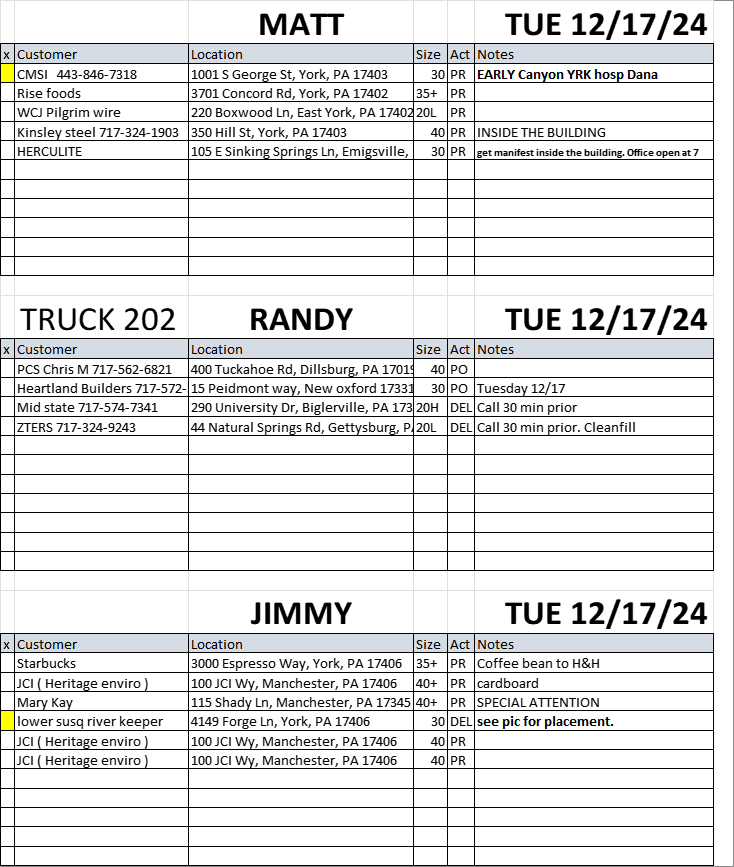 MATT TUE 12/17/24
x Customer Location Size Act Notes
CMSI 443-846-7318 1001 S George St, York, PA 17403 30 PR EARLY Canyon YRK hosp Dana
Rise foods 3701 Concord Rd, York, PA 17402 35+ PR
WCJ Pilgrim wire 220 Boxwood Ln, East York, PA 17402 20L PR
Kinsley steel 717-324-1903 350 Hill St, York, PA 17403 40 PR INSIDE THE BUILDING
HERCULITE 105 E Sinking Springs Ln, Emigsville, 30 PR get manifest inside the building. Office open at 7
TRUCK 202 RANDY TUE 12/17/24
x Customer Location Size Act Notes
PCS Chris M 717-562-6821 400 Tuckahoe Rd, Dillsburg, PA 17019 40 PO
Heartland Builders 717-572- 15 Peidmont way, New oxford 17331 30 PO Tuesday 12/17
Mid state 717-574-7341 290 University Dr, Biglerville, PA 173 20H DEL Call 30 min prior
ZTERS 717-324-9243 44 Natural Springs Rd, Gettysburg, PA 20L DEL Call 30 min prior. Cleanfill
JIMMY TUE 12/17/24
x Customer Location Size Act Notes
Starbucks 3000 Espresso Way, York, PA 17406 35+ PR Coffee bean to H&H
JCI ( Heritage enviro ) 100 JCI Wy, Manchester, PA 17406 40+ PR cardboard
Mary Kay 115 Shady Ln, Manchester, PA 17345 40+ PR SPECIAL ATTENTION
lower susq river keeper 4149 Forge Ln, York, PA 17406 30 DEL see pic for placement.
JCI ( Heritage enviro ) 100 JCI Wy, Manchester, PA 17406 40 PR
JCI ( Heritage enviro ) 100 JCI Wy, Manchester, PA 17406 40 PR